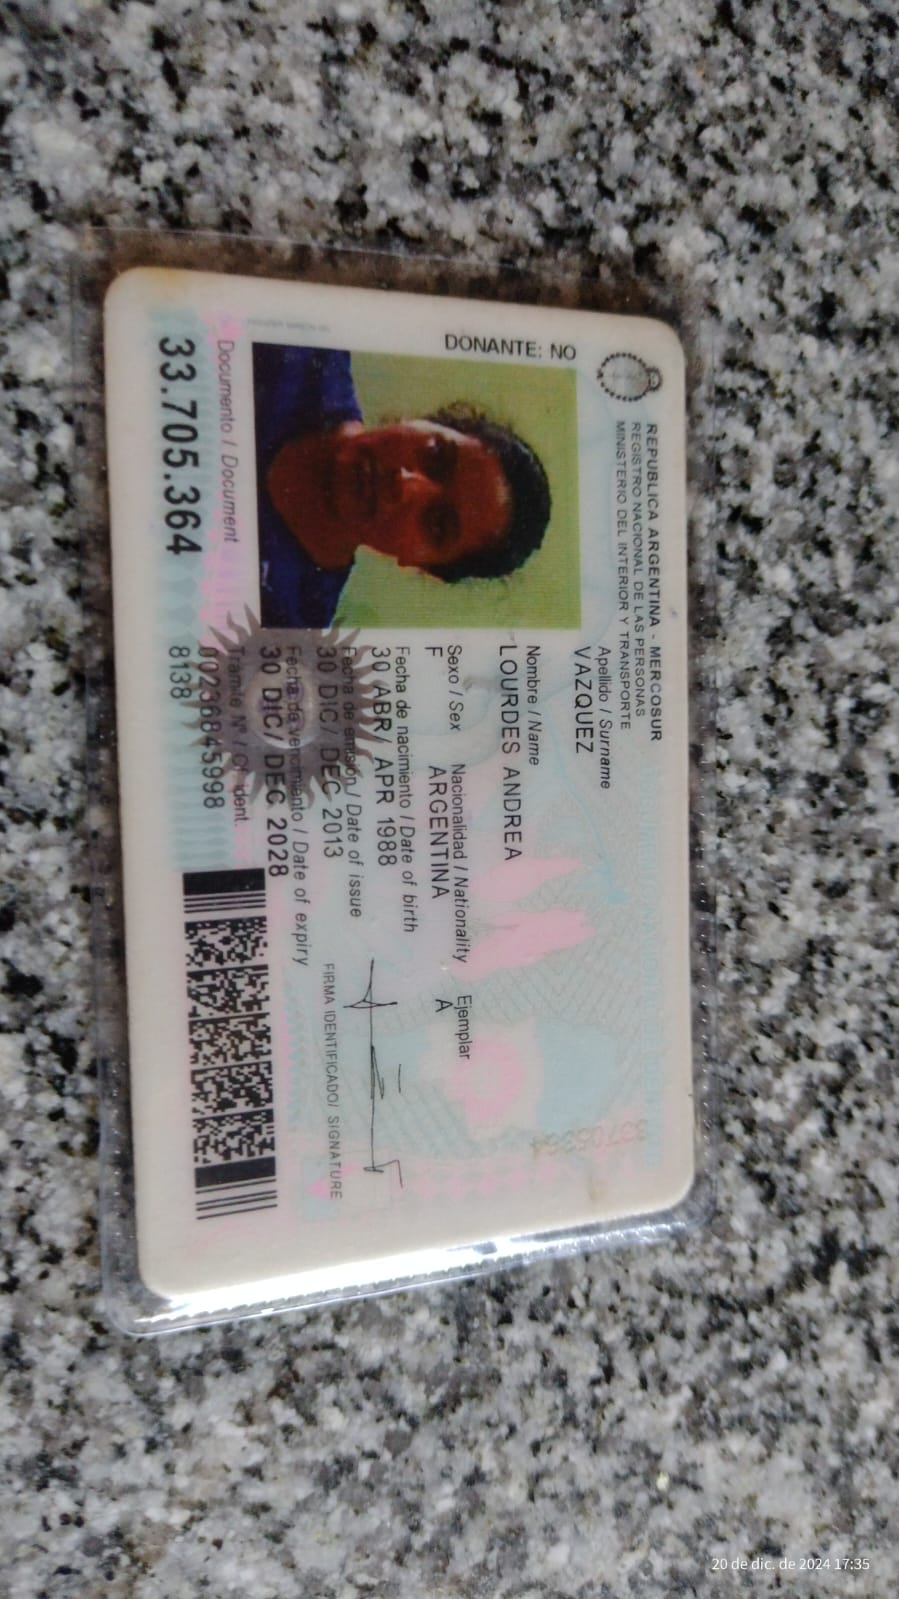 REPUBLICA ARGENTINA - MERCOSUR
REGISTRO NACIONAL DE LAS PERSONAS
MINISTERIO DEL INTERIOR Y TRANSPORTE
DONANTE: NO
Apellido / Surname
VAZQUEZ
Nombre / Name
LOURDES ANDREA
Sexo / Sex Nacionalidad / Nationality Ejemplar
F ARGENTINA A
Fecha de nacimiento / Date of birth
30 ABR/ APR 1988
Fecha de emisión / Date of issue
30 DIC/ DEC 2013
Fecha de vencimiento / Date of expiry
30 DIC/ DEC 2028
FIRMA IDENTIFICADO/ SIGNATURE
Trámite Nº / Of. Ident.
00236845998
8138
Documento / Document
33.705.364
20 de dic. de 2024 17:35